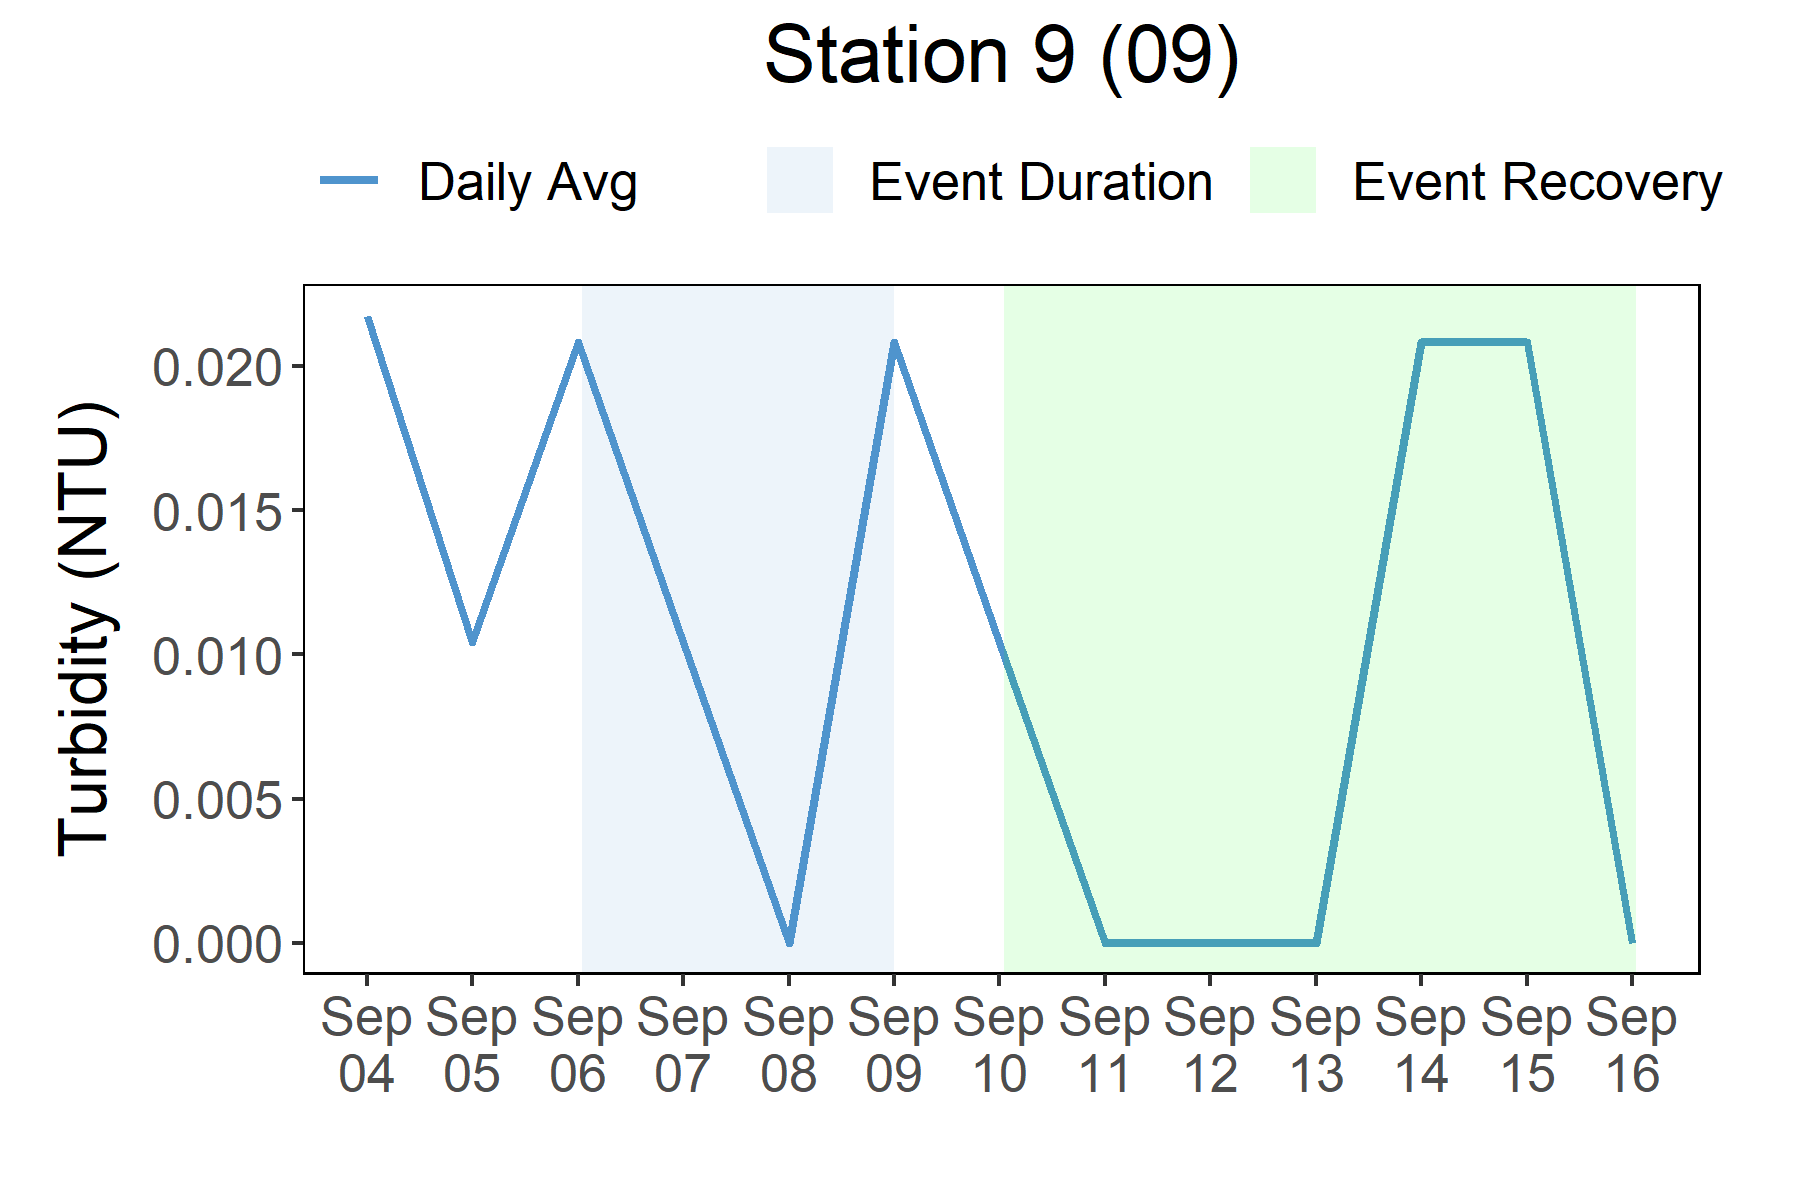 Station 9 (09)
Daily Avg Event Duration Event Recovery
Turbidity (NTU)
0.020
0.015
0.010
0.005
0.000
Sep Sep Sep Sep Sep Sep Sep Sep Sep Sep Sep Sep Sep
04 05 06 07 08 09 10 11 12 13 14 15 16